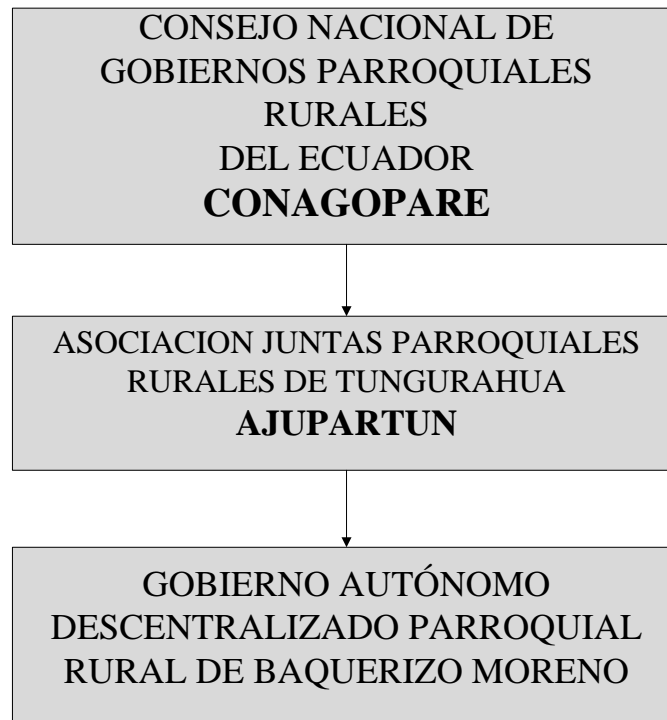 CONSEJO NACIONAL DE
GOBIERNOS PARROQUIALES
RURALES
DEL ECUADOR
CONAGOPARE
ASOCIACION JUNTAS PARROQUIALES
RURALES DE TUNGURAHUA
AJUPARTUN
GOBIERNO AUTÓNOMO
DESCENTRALIZADO PARROQUIAL
RURAL DE BAQUERIZO MORENO